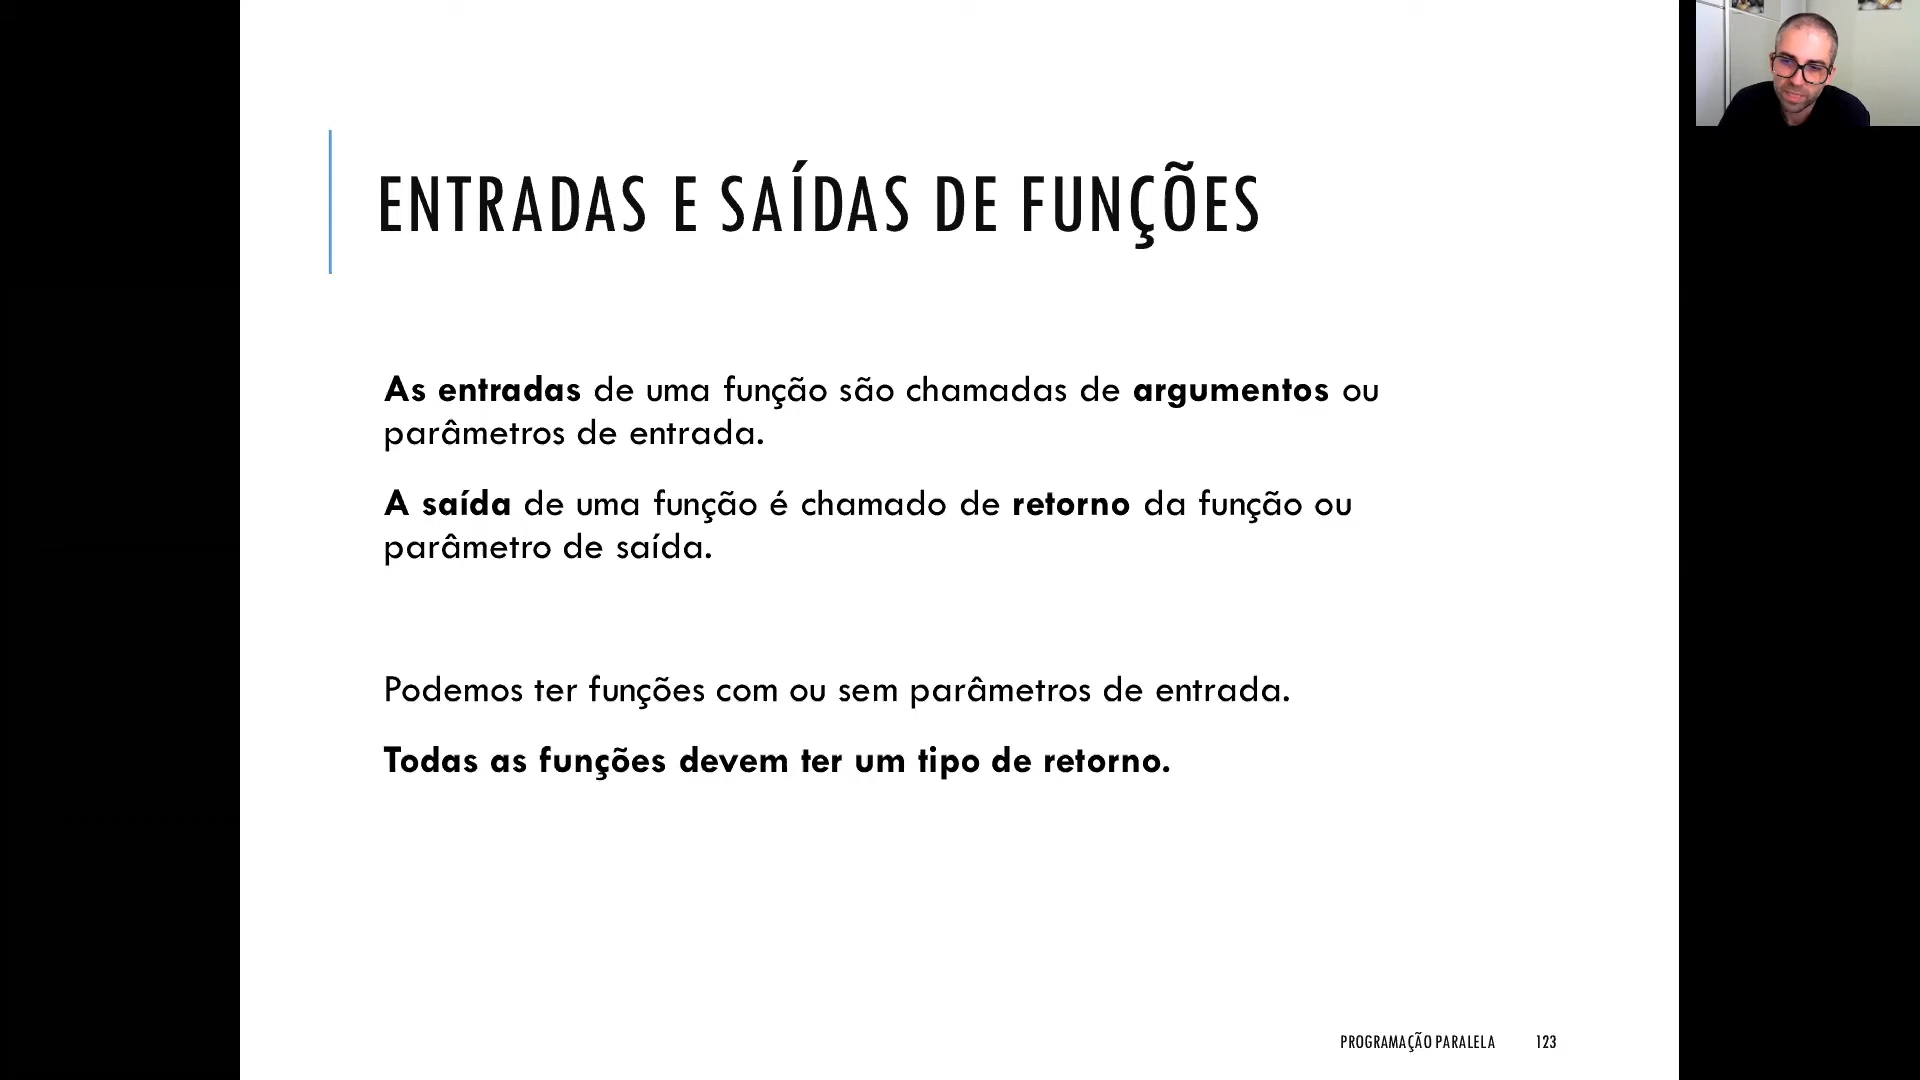 ENTRADAS E SAÍDAS DE FUNÇÕES
As entradas de uma função são chamadas de argumentos ou
parâmetros de entrada.
A saída de uma função é chamado de retorno da função ou
parâmetro de saída.
Podemos ter funções com ou sem parâmetros de entrada.
Todas as funções devem ter um tipo de retorno.
PROGRAMAÇÃO PARALELA 123